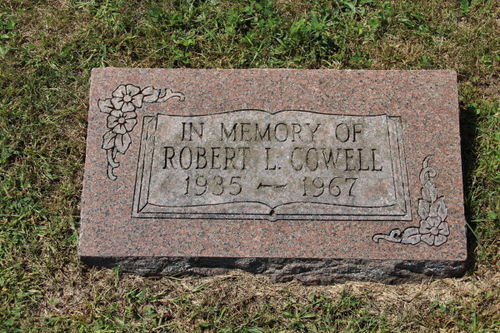 IN MEMORY OF
ROBERT L. COWELL
1935 — 1967